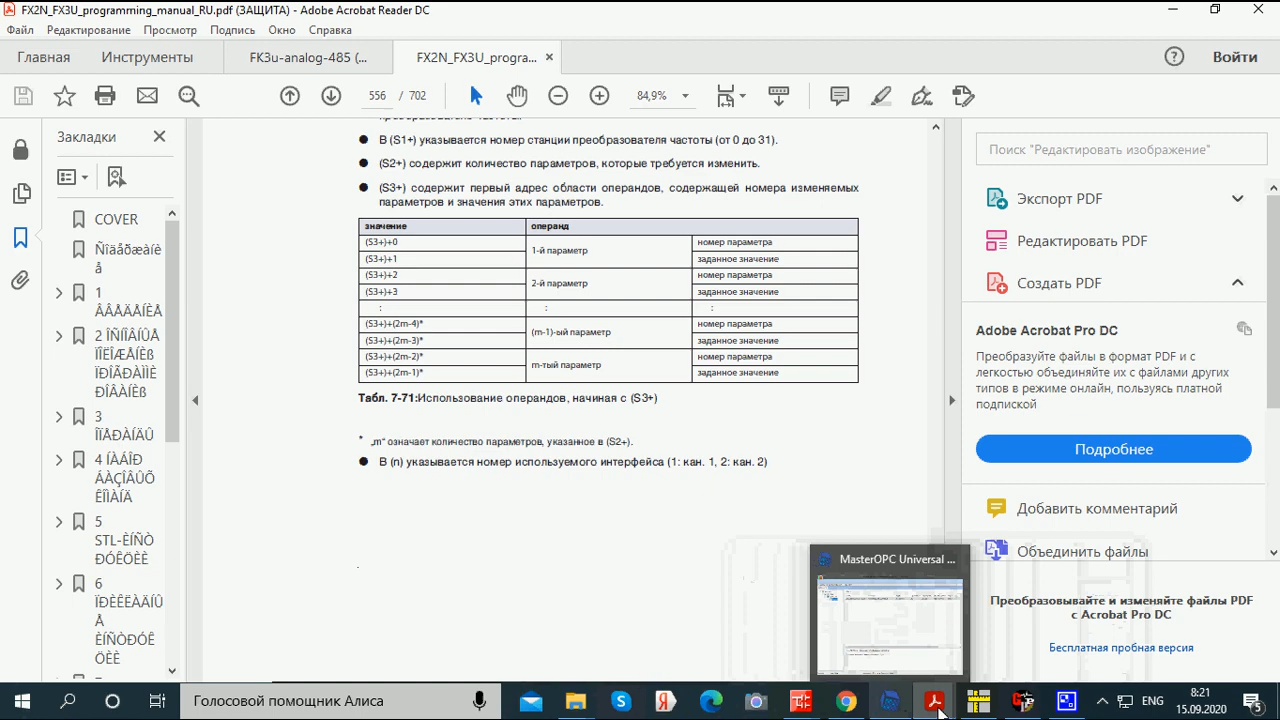 FX2N_FX3U_programmng_manual_RU.pdf (ЗАЩИТА) - Adobe Acrobat Reader DC
Файл Редактирование Просмотр Подпись Окно Справка
Главная Инструменты FK3u-analog-485 (... FX2N_FX3U_progra... Войти
556 / 702 84,9%
Закладки
COVER
Ñîäåðæàíè
å
1
ÂÂÅÄÅÍÈÅ
3
5
STL-ÈÍÑÒ
ÐÓÊÖÈÈ
6
В (S1+) указывается номер станции преобразователя частоты (от 0 до 31).
(S2+) содержит количество параметров, которые требуется изменить.
(S3+) содержит первый адрес области операндов, содержащей номера изменяемых
параметров и значения этих параметров.
значение операнд
(S3+)+0 1-й параметр номер параметра
(S3+)+1 заданное значение
(S3+)+2 2-й параметр номер параметра
(S3+)+3 заданное значение
: : :
(S3+)+(2m-4)* (m-1)-ый параметр номер параметра
(S3+)+(2m-3)* заданное значение
(S3+)+(2m-2)* m-тый параметр номер параметра
(S3+)+(2m-1)* заданное значение
Табл. 7-71:Использование операндов, начиная с (S3+)
* „m“ означает количество параметров, указанное в (S2+).
В (n) указывается номер используемого интерфейса (1: кан. 1, 2: кан. 2)
Поиск "Редактировать изображение"
Экспорт PDF
Редактировать PDF
Создать PDF
Adobe Acrobat Pro DC
Преобразуйте файлы в формат PDF и с
легкостью объединяйте их с файлами других
типов в режиме онлайн, пользуясь платной
подпиской
Подробнее
Добавить комментарий
Объединить файлы
Преобразовывайте и изменяйте файлы PDF
с Acrobat Pro DC
Бесплатная пробная версия
MasterOPC Universal ...
Голосовой помощник Алиса
ENG
8:21
15.09.2020
5